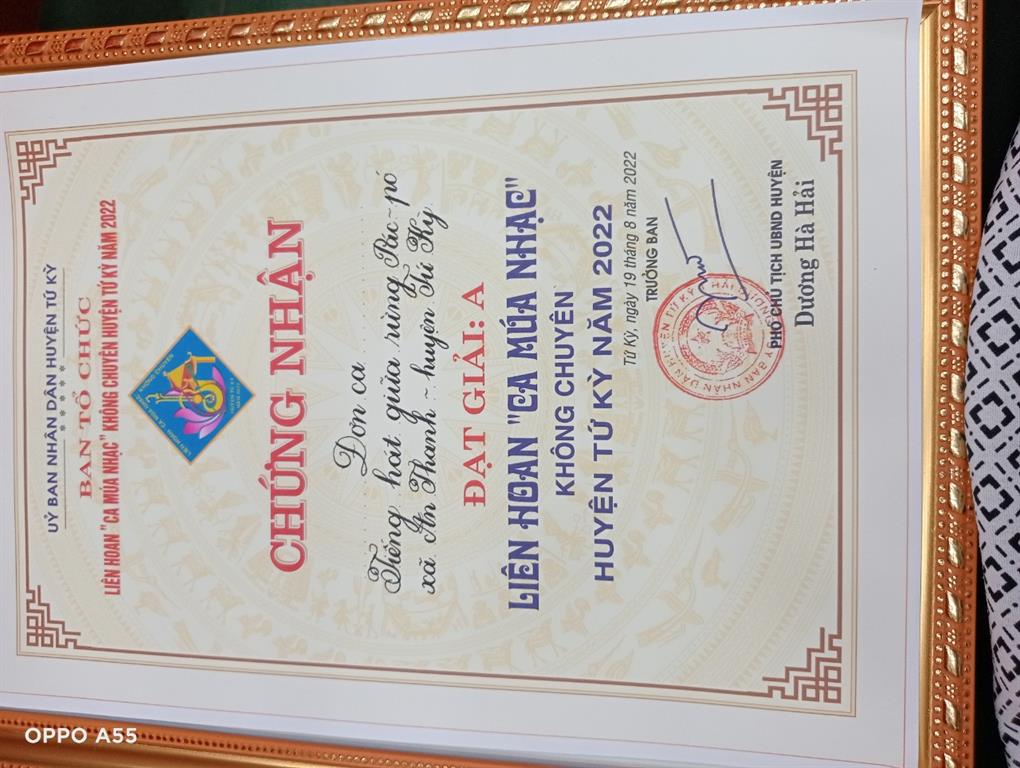 UỶ BAN NHÂN DÂN HUYỆN TỨ KỲ
BAN TỔ CHỨC
LIÊN HOAN "CA MÚA NHẠC" KHÔNG CHUYÊN HUYỆN TỨ KỲ NĂM 2022
CHỨNG NHẬN
Đơn ca
Tiếng hát giữa rừng Pác~pó
xã An Thanh ~ huyện Tứ Kỳ
ĐẠT GIẢI: A
LIÊN HOAN "CA MÚA NHẠC"
KHÔNG CHUYÊN
HUYỆN TỨ KỲ NĂM 2022
Tứ Kỳ, ngày 19 tháng 8 năm 2022
TRƯỞNG BAN
PHÓ CHỦ TỊCH UBND HUYỆN
Dương Hà Hải
OPPO A55